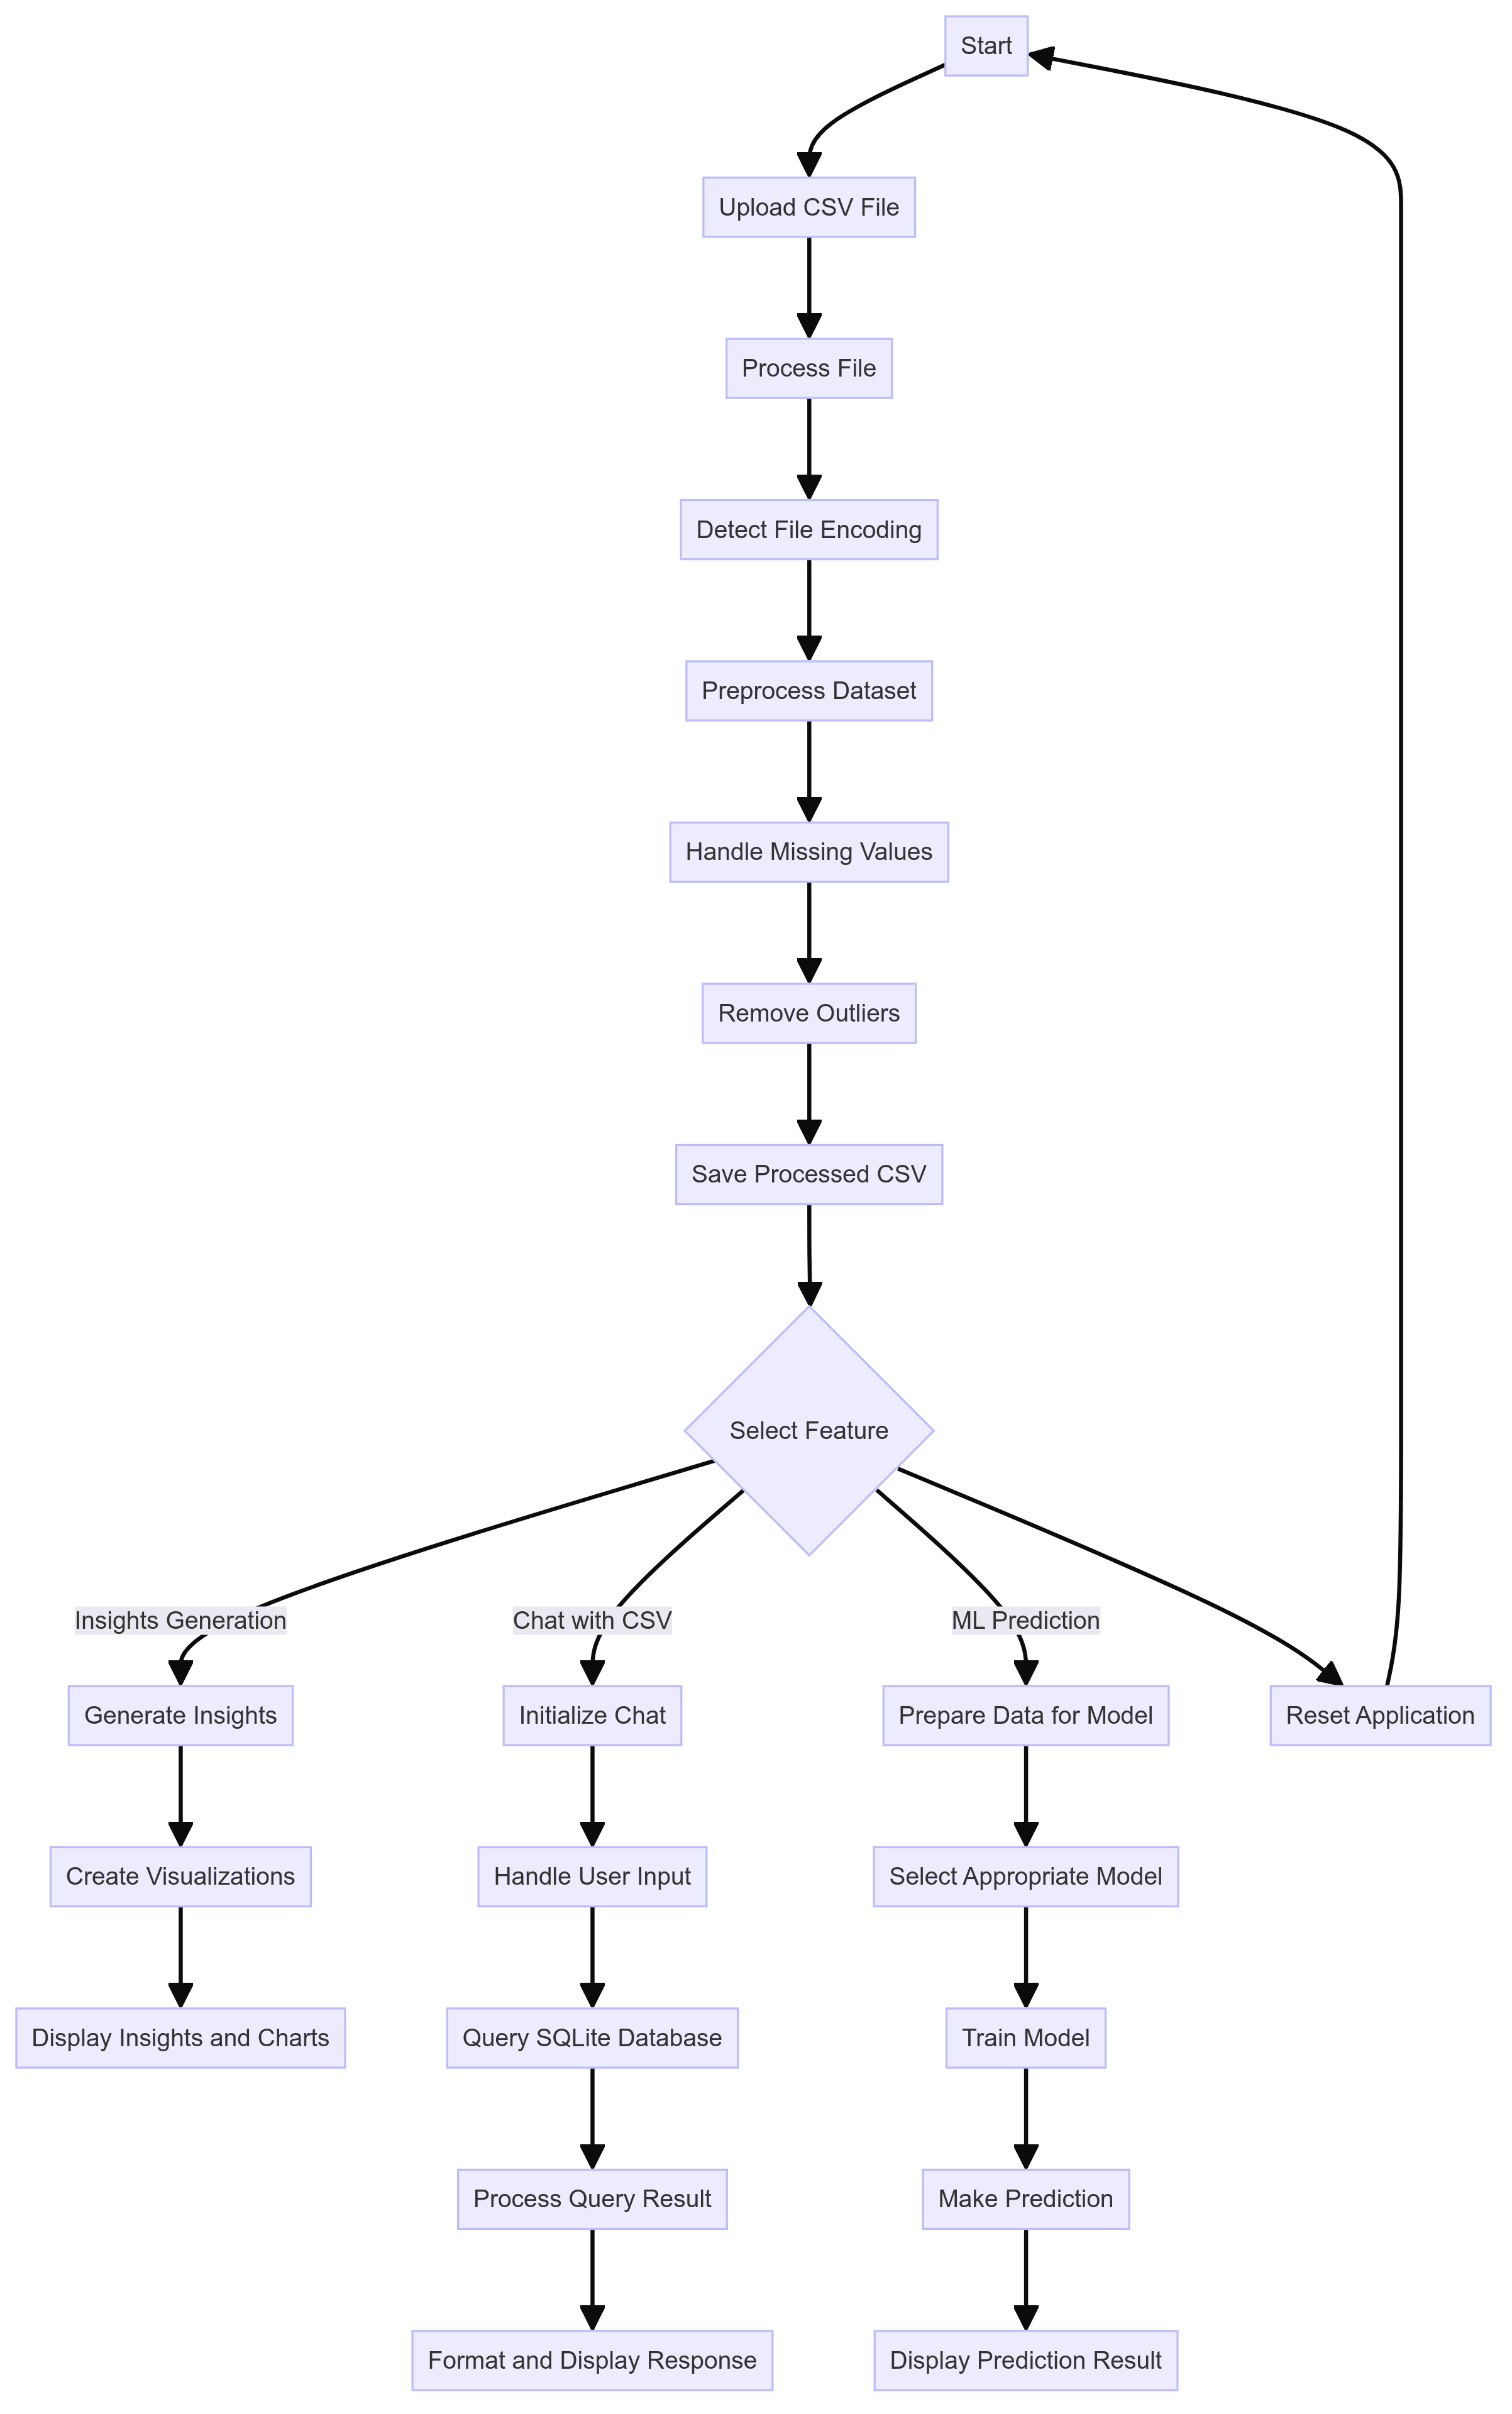 Start
Upload CSV File
Process File
Detect File Encoding
Preprocess Dataset
Handle Missing Values
Remove Outliers
Save Processed CSV
Select Feature
Insights Generation
Chat with CSV
ML Prediction
Generate Insights
Initialize Chat
Prepare Data for Model
Reset Application
Create Visualizations
Handle User Input
Select Appropriate Model
Display Insights and Charts
Query SQLite Database
Train Model
Process Query Result
Make Prediction
Format and Display Response
Display Prediction Result